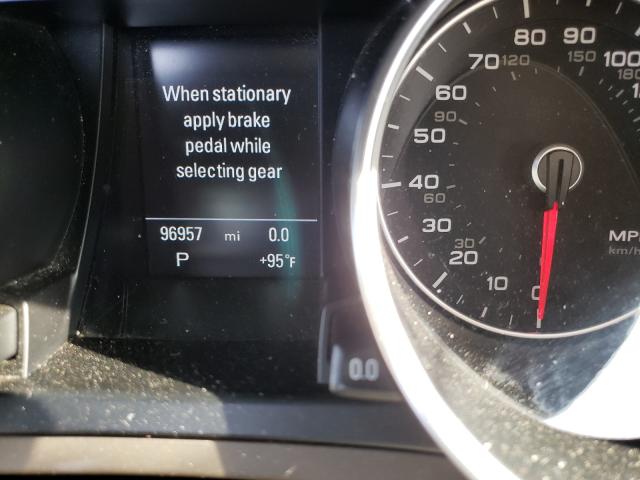 When stationary
apply brake
pedal while
selecting gear
96957 mi 0.0
P +95°F
0.0
80 90
70 120 150 100
60 180
90
50
40
60
30
30
20
10
0
km/h